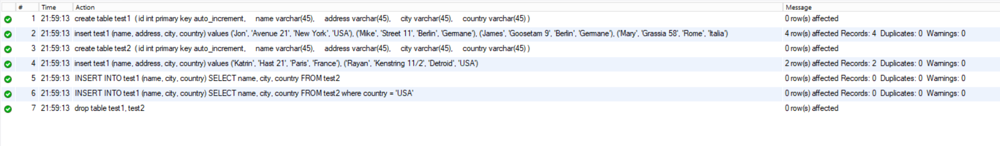 # Time Action Message
1 21:59:13 create table test1 ( id int primary key auto_increment, name varchar(45), address varchar(45), city varchar(45), country varchar(45) ) 0 row(s) affected
2 21:59:13 insert test1 (name, address, city, country) values ('Jon', 'Avenue 21', 'New York', 'USA'), ('Mike', 'Street 11', 'Berlin', 'Germane'), ('James', 'Goosetam 9', 'Berlin', 'Germane'), ('Mary', 'Grassia 58', 'Rome', 'Italia') 4 row(s) affected Records: 4 Duplicates: 0 Warnings: 0
3 21:59:13 create table test2 ( id int primary key auto_increment, name varchar(45), address varchar(45), city varchar(45), country varchar(45) ) 0 row(s) affected
4 21:59:13 insert test1 (name, address, city, country) values ('Katrin', 'Hast 21', 'Paris', 'France'), ('Rayan', 'Kenstring 11/2', 'Detroid', 'USA') 2 row(s) affected Records: 2 Duplicates: 0 Warnings: 0
5 21:59:13 INSERT INTO test1 (name, city, country) SELECT name, city, country FROM test2 0 row(s) affected Records: 0 Duplicates: 0 Warnings: 0
6 21:59:13 INSERT INTO test1 (name, city, country) SELECT name, city, country FROM test2 where country = 'USA' 0 row(s) affected Records: 0 Duplicates: 0 Warnings: 0
7 21:59:13 drop table test1, test2 0 row(s) affected